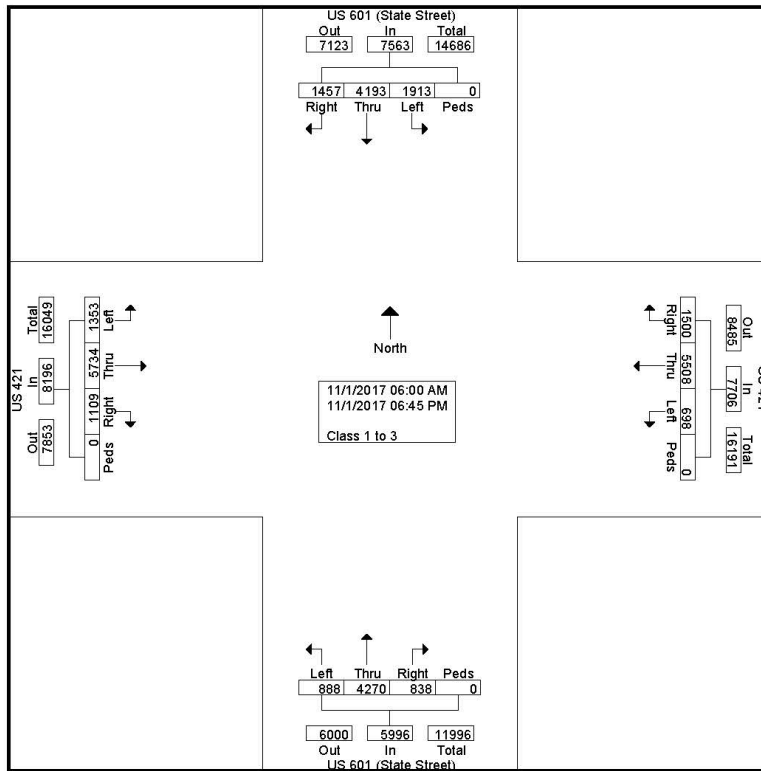 US 601 (State Street)
Out In Total
7123 7563 14686
1457 4193 1913 0
Right Thru Left Peds
US 421
Total In Out
16049 8196 7853
1353 5734 1109 0
Left Thru Right Peds
North
11/1/2017 06:00 AM
11/1/2017 06:45 PM
Class 1 to 3
Right Thru Left Peds
1500 5508 698 0
Out In Total
8485 7706 16191
Left Thru Right Peds
888 4270 838 0
6000 5996 11996
Out In Total
US 601 (State Street)